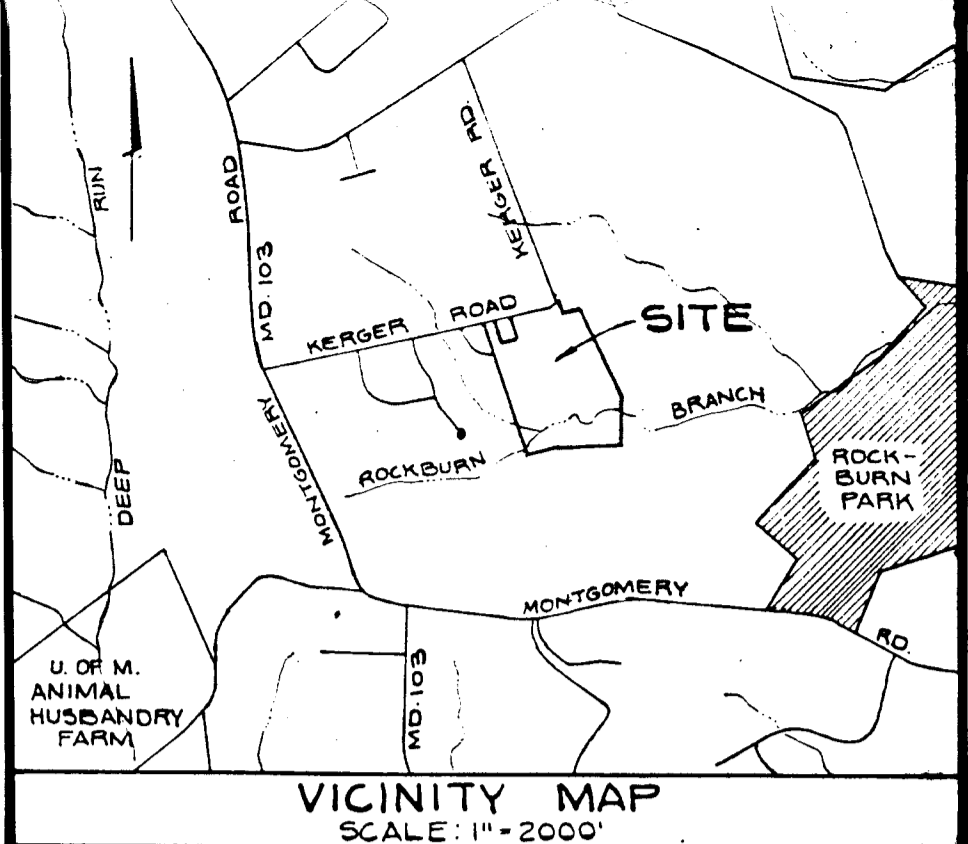 RUN
DEEP
ROAD
MD. 103
MONTGOMERY
KERGER RD.
KERGER ROAD
SITE
ROCKBURN BRANCH
ROCK-
BURN
PARK
MONTGOMERY RD.
MD. 103
U. OF M.
ANIMAL
HUSBANDRY
FARM
VICINITY MAP
SCALE: 1" = 2000'